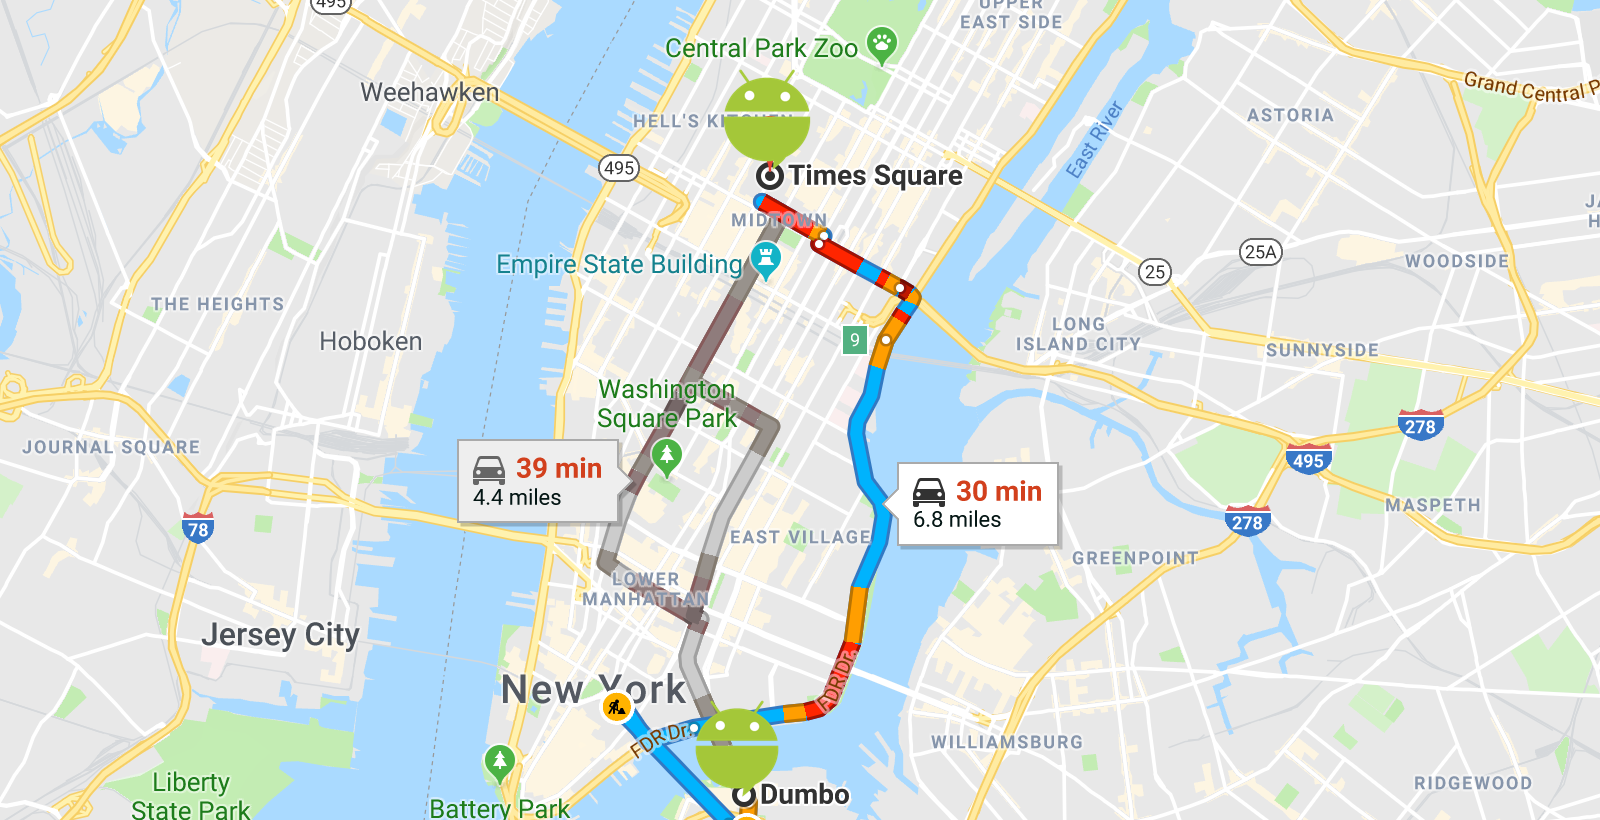 495
UPPER
EAST SIDE
Central Park Zoo
Weehawken
Grand Central P
HELL'S KITCHEN
ASTORIA
East River
495
Times Square
MIDTOWN
25A
25
WOODSIDE
Empire State Building
THE HEIGHTS
LONG
ISLAND CITY
Hoboken
9
SUNNYSIDE
Washington
Square Park
278
JOURNAL SQUARE
495
39 min
4.4 miles
30 min
6.8 miles
MASPETH
278
78
EAST VILLAGE
GREENPOINT
LOWER
MANHATTAN
Jersey City
FDR Dr.
New York
FDR Dr.
WILLIAMSBURG
Liberty
State Park
RIDGEWOOD
Dumbo
Battery Park